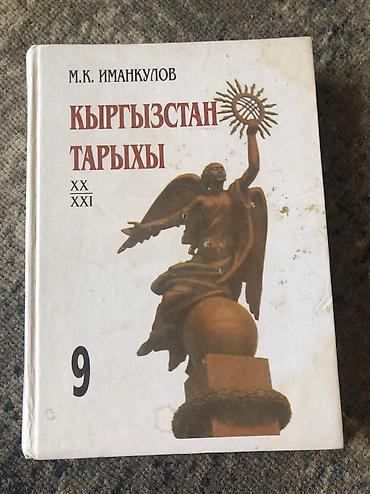 М.К. ИМАНКУЛОВ
КЫРГЫЗСТАН
ТАРЫХЫ
XX
XXI
9